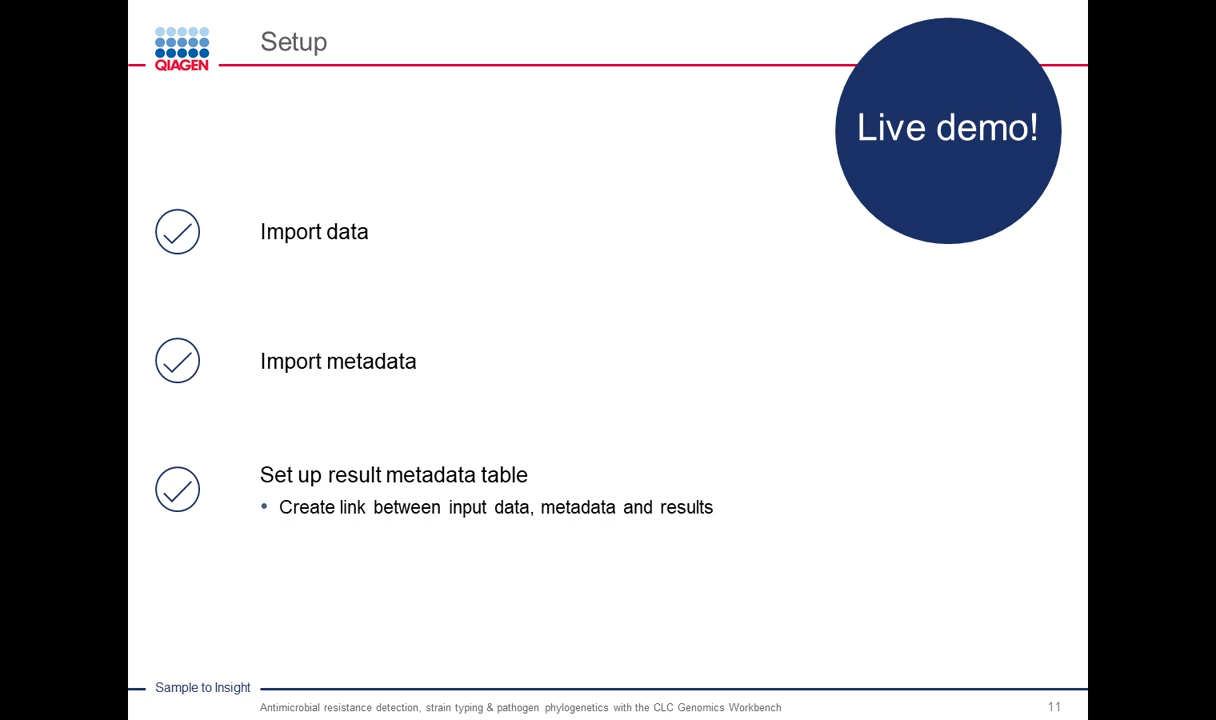 QIAGEN
Setup
Live demo!
Import data
Import metadata
Set up result metadata table
• Create link between input data, metadata and results
Sample to Insight
Antimicrobial resistance detection, strain typing & pathogen phylogenetics with the CLC Genomics Workbench
11